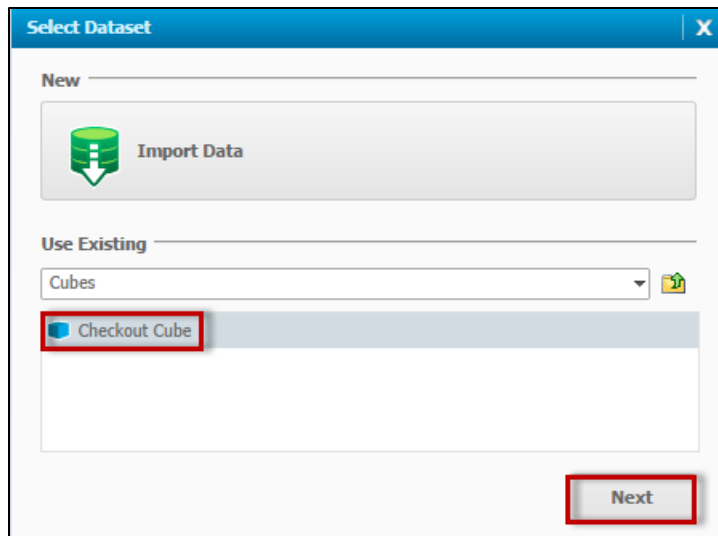 Select Dataset
X
New
Import Data
Use Existing
Cubes
Checkout Cube
Next